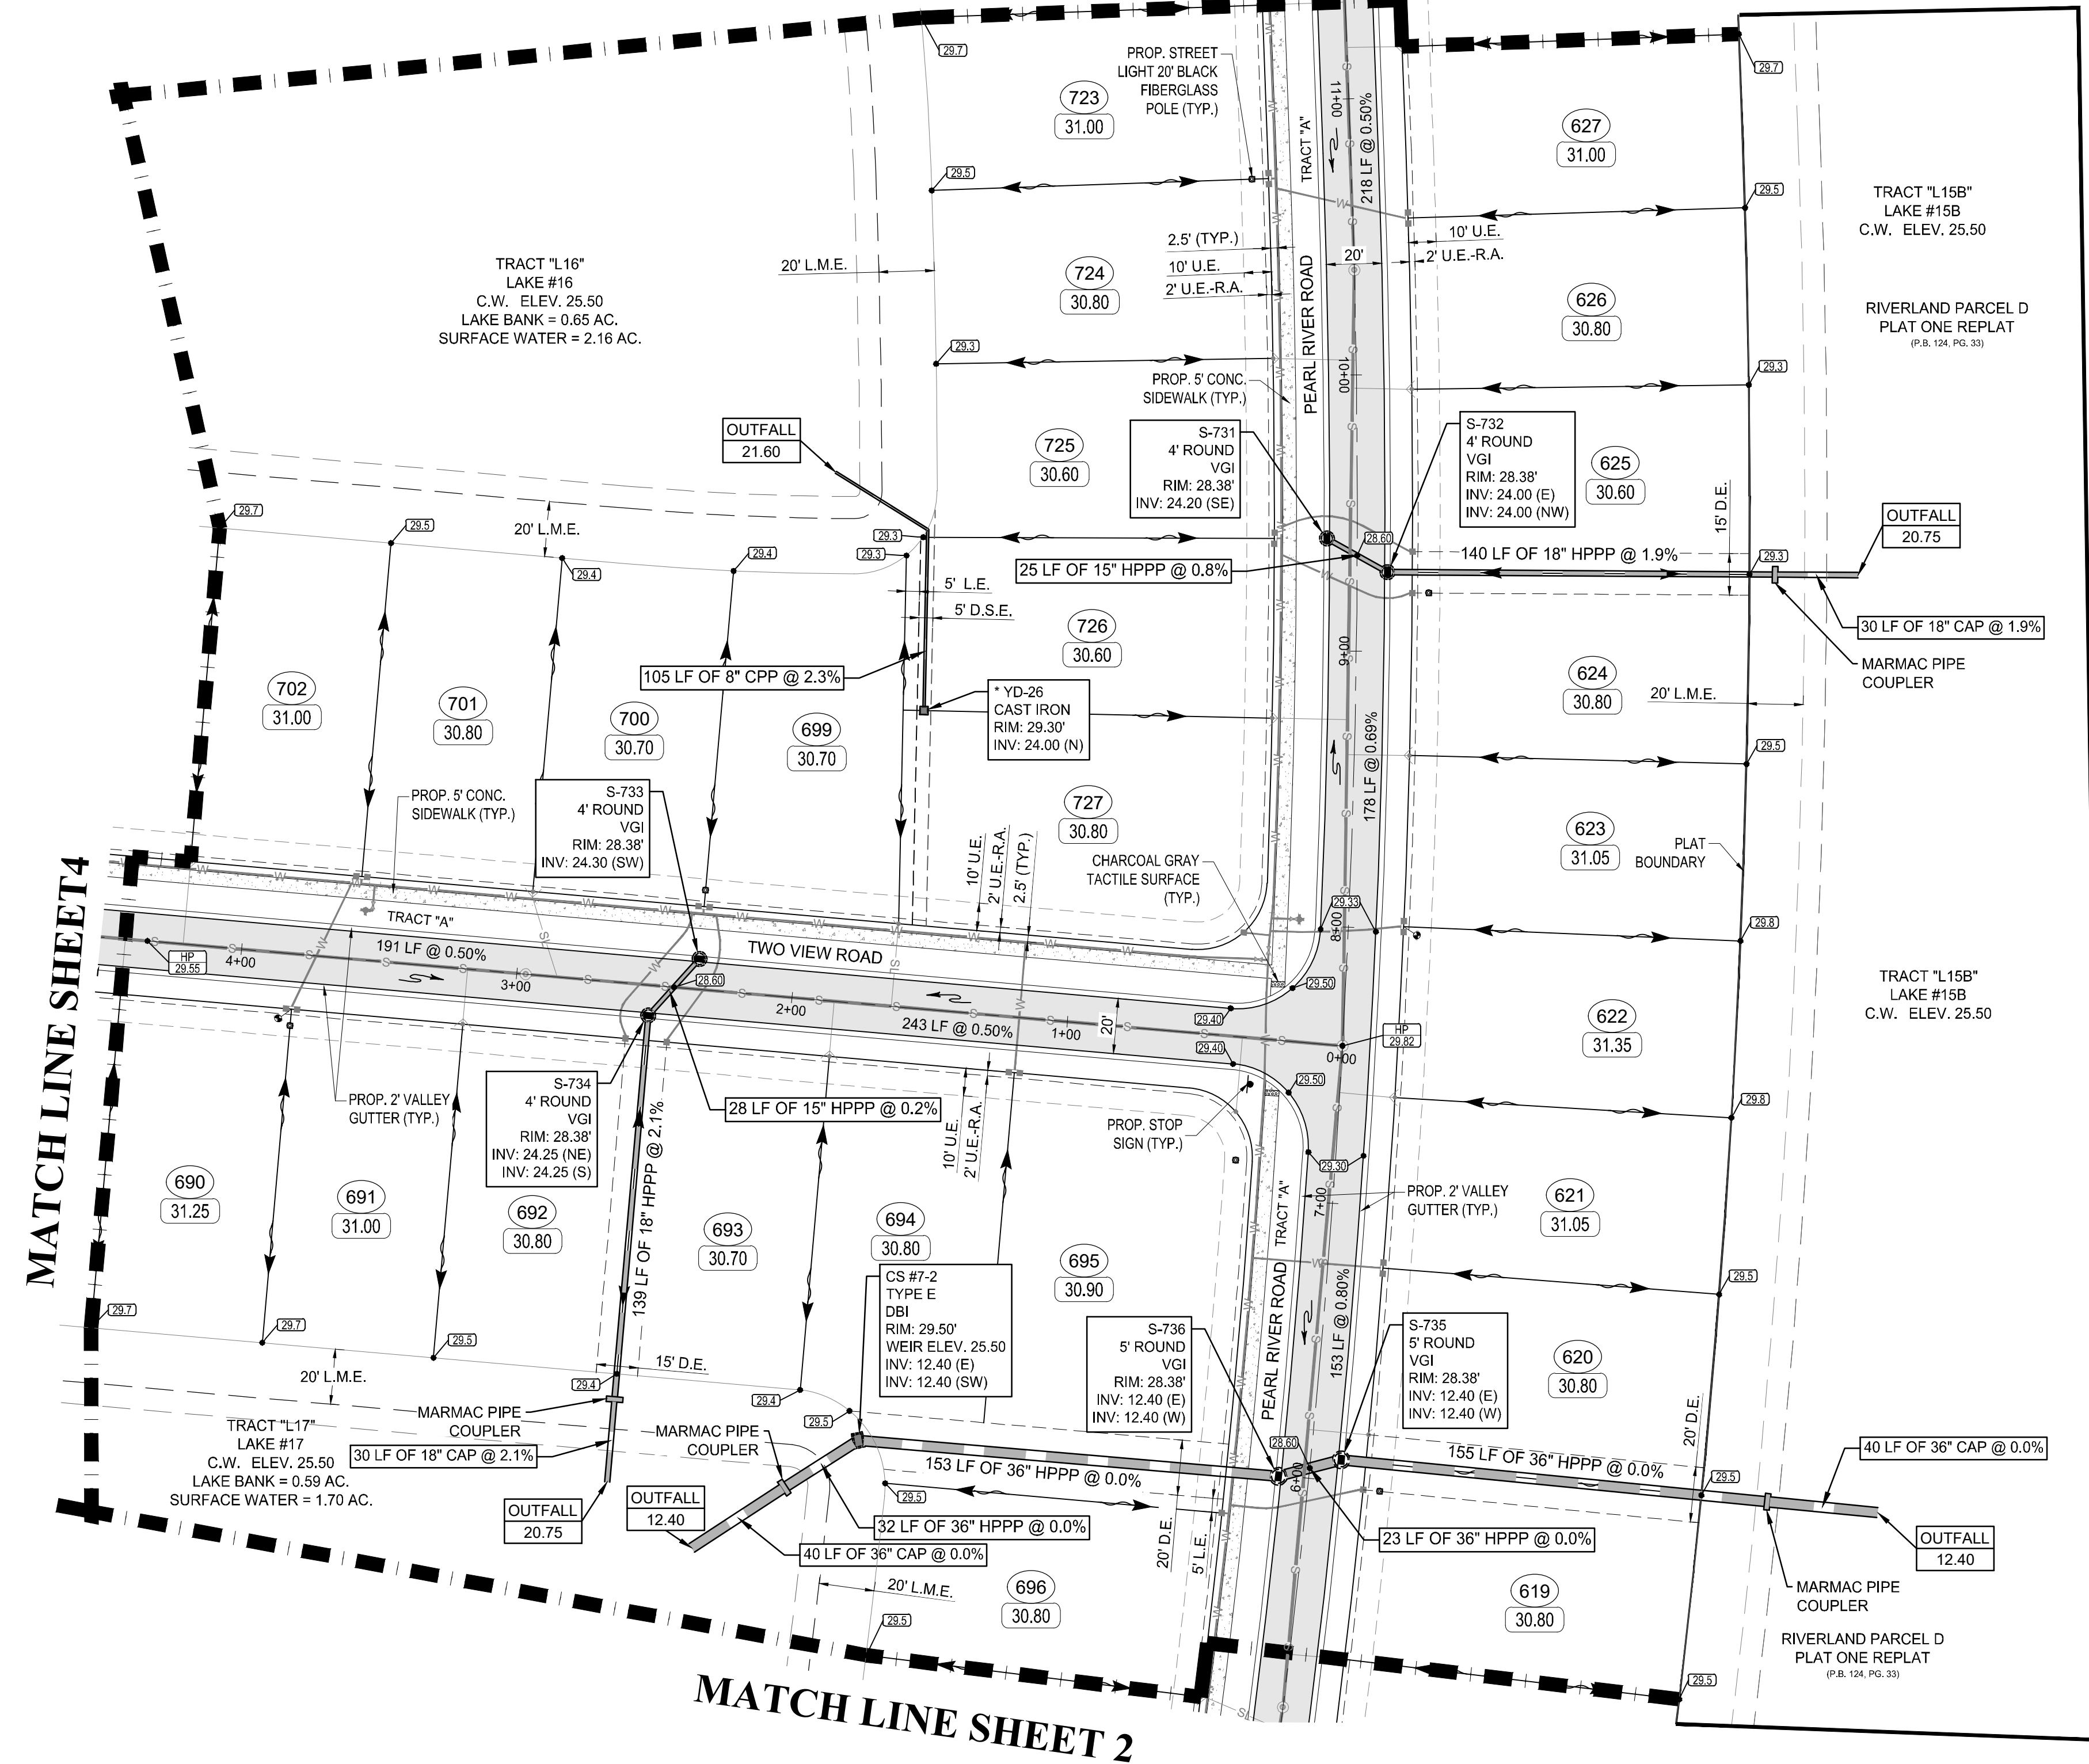 29.7
PROP. STREET
LIGHT 20' BLACK
FIBERGLASS
POLE (TYP.)
723
31.00
TRACT "A"
11+00
218 LF @ 0.50%
29.7
627
31.00
29.5
29.5
TRACT "L15B"
LAKE #15B
C.W. ELEV. 25.50
TRACT "L16"
LAKE #16
C.W. ELEV. 25.50
LAKE BANK = 0.65 AC.
SURFACE WATER = 2.16 AC.
20' L.M.E.
724
30.80
2.5' (TYP.)
10' U.E.
2' U.E.-R.A.
PEARL RIVER ROAD
20'
10' U.E.
2' U.E.-R.A.
626
30.80
RIVERLAND PARCEL D
PLAT ONE REPLAT
(P.B. 124, PG. 33)
29.3
29.3
10+00
PROP. 5' CONC.
SIDEWALK (TYP.)
OUTFALL
21.60
725
30.60
S-731
4' ROUND
VGI
RIM: 28.38'
INV: 24.20 (SE)
S-732
4' ROUND
VGI
RIM: 28.38'
INV: 24.00 (E)
INV: 24.00 (NW)
625
30.60
15' D.E.
OUTFALL
20.75
29.7
29.5
20' L.M.E.
29.3
29.3
29.4
29.4
28.60
140 LF OF 18" HPPP @ 1.9%
29.3
25 LF OF 15" HPPP @ 0.8%
5' L.E.
5' D.S.E.
726
30.60
30 LF OF 18" CAP @ 1.9%
MARMAC PIPE
COUPLER
9+00
105 LF OF 8" CPP @ 2.3%
* YD-26
CAST IRON
RIM: 29.30'
INV: 24.00 (N)
702
31.00
701
30.80
700
30.70
699
30.70
624
30.80
20' L.M.E.
29.5
178 LF @ 0.69%
S-733
4' ROUND
VGI
RIM: 28.38'
INV: 24.30 (SW)
PROP. 5' CONC.
SIDEWALK (TYP.)
727
30.80
623
31.05
PLAT
BOUNDARY
CHARCOAL GRAY
TACTILE SURFACE
(TYP.)
10' U.E.
2' U.E.-R.A.
2.5' (TYP.)
29.33
8+00
29.8
MATCH LINE SHEET4
TRACT "A"
191 LF @ 0.50%
TWO VIEW ROAD
HP
29.55
4+00
3+00
28.60
2+00
243 LF @ 0.50%
1+00
20'
29.50
29.40
29.40
HP
29.82
0+00
29.50
622
31.35
TRACT "L15B"
LAKE #15B
C.W. ELEV. 25.50
29.8
S-734
4' ROUND
VGI
RIM: 28.38'
INV: 24.25 (NE)
INV: 24.25 (S)
PROP. 2' VALLEY
GUTTER (TYP.)
28 LF OF 15" HPPP @ 0.2%
10' U.E.
2' U.E.-R.A.
PROP. STOP
SIGN (TYP.)
29.30
690
31.25
691
31.00
692
30.80
139 LF OF 18" HPPP @ 2.1%
693
30.70
694
30.80
695
30.90
TRACT "A"
PEARL RIVER ROAD
7+00
PROP. 2' VALLEY
GUTTER (TYP.)
621
31.05
29.5
153 LF @ 0.80%
CS #7-2
TYPE E
DBI
RIM: 29.50'
WEIR ELEV. 25.50
INV: 12.40 (E)
INV: 12.40 (SW)
S-736
5' ROUND
VGI
RIM: 28.38'
INV: 12.40 (E)
INV: 12.40 (W)
S-735
5' ROUND
VGI
RIM: 28.38'
INV: 12.40 (E)
INV: 12.40 (W)
620
30.80
29.7
29.7
29.5
20' L.M.E.
15' D.E.
29.4
29.4
29.5
MARMAC PIPE
COUPLER
MARMAC PIPE
COUPLER
TRACT "L17"
LAKE #17
C.W. ELEV. 25.50
LAKE BANK = 0.59 AC.
SURFACE WATER = 1.70 AC.
30 LF OF 18" CAP @ 2.1%
153 LF OF 36" HPPP @ 0.0%
28.60
6+00
155 LF OF 36" HPPP @ 0.0%
20' D.E.
40 LF OF 36" CAP @ 0.0%
29.5
29.5
OUTFALL
20.75
OUTFALL
12.40
32 LF OF 36" HPPP @ 0.0%
40 LF OF 36" CAP @ 0.0%
20' D.E.
5' L.E.
23 LF OF 36" HPPP @ 0.0%
OUTFALL
12.40
20' L.M.E.
696
30.80
619
30.80
MARMAC PIPE
COUPLER
29.5
RIVERLAND PARCEL D
PLAT ONE REPLAT
(P.B. 124, PG. 33)
29.5
MATCH LINE SHEET 2